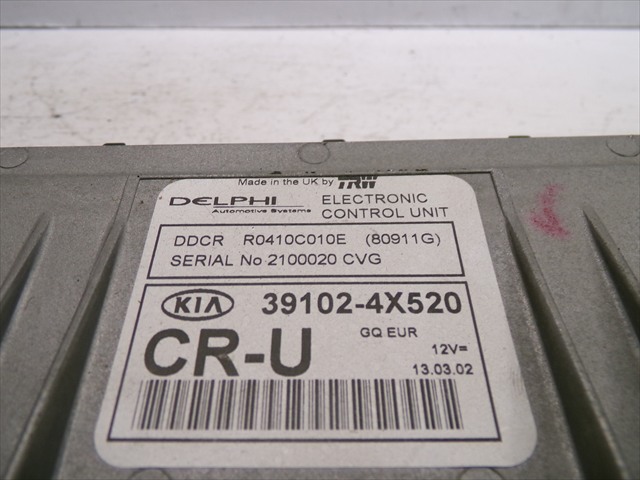 Made in the UK by TRW
DELPHI
Automotive Systems
ELECTRONIC
CONTROL UNIT
DDCR R0410C010E (80911G)
SERIAL No 2100020 CVG
KIA 39102-4X520
CR-U
GQ EUR
12V=
13.03.02